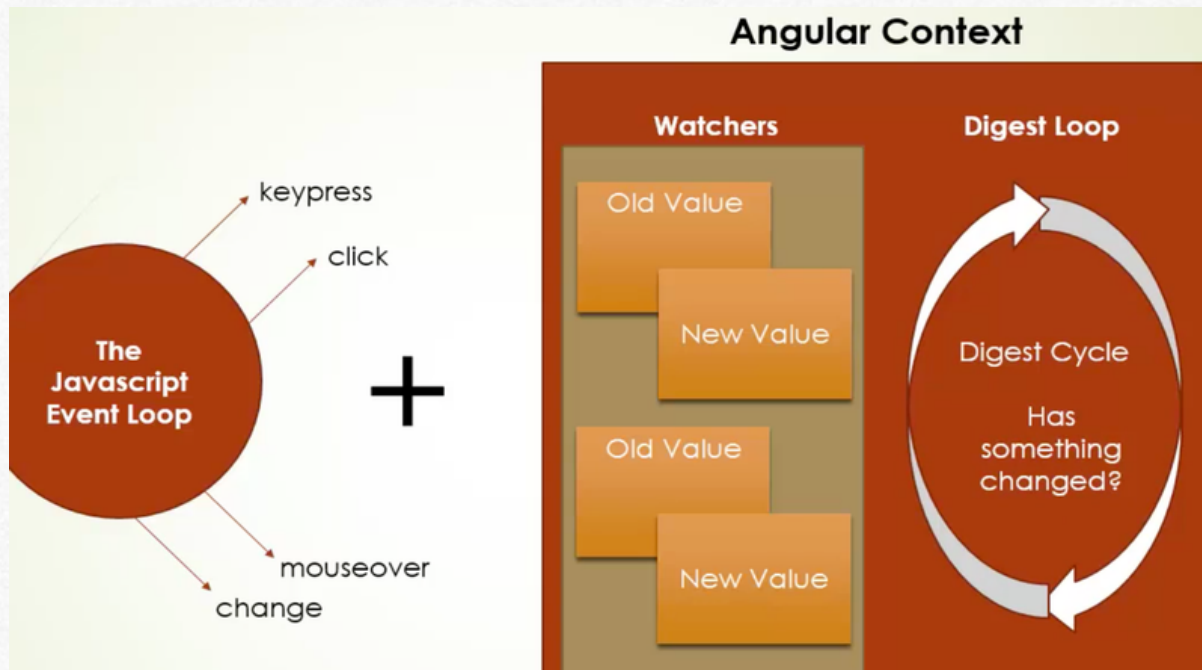 Angular Context
keypress
click
The
Javascript
Event Loop
mouseover
change
+
Watchers
Old Value
New Value
Old Value
New Value
Digest Loop
Digest Cycle
Has
something
changed?